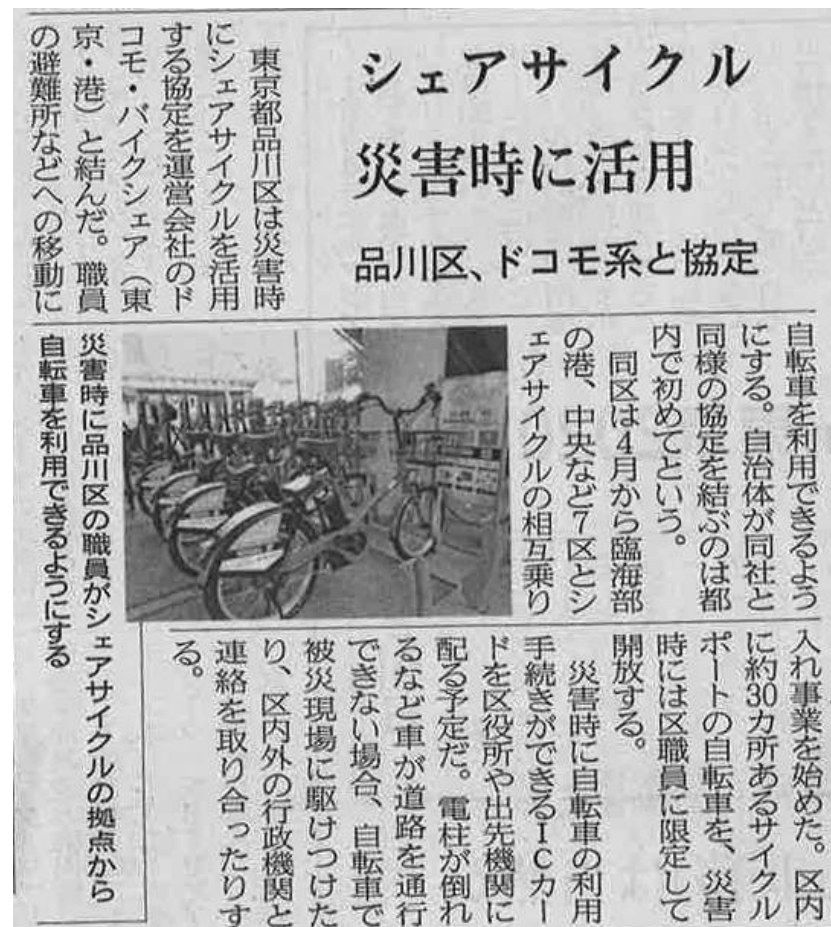 シェアサイクル
災害時に活用
品川区、ドコモ系と協定
東京都品川区は災害時
にシェアサイクルを活用
する協定を運営会社のド
コモ・バイクシェア（東
京・港）と結んだ。職員
の避難所などへの移動に
自転車を利用できるよう
にする。自治体が同社と
同様の協定を結ぶのは都
内で初めてという。
同区は4月から臨海部
の港、中央など7区とシ
ェアサイクルの相互乗り
入れ事業を始めた。区内
に約30カ所あるサイクル
ポートの自転車を、災害
時には区職員に限定して
開放する。
災害時に自転車の利用
手続きができるICカー
ドを区役所や出先機関に
配る予定だ。電柱が倒れ
るなど車が道路を通行
できない場合、自転車で
被災現場に駆けつけた
り、区内外の行政機関と
連絡を取り合ったりす
る。
災害時に品川区の職員がシェアサイクルの拠点から
自転車を利用できるようにする